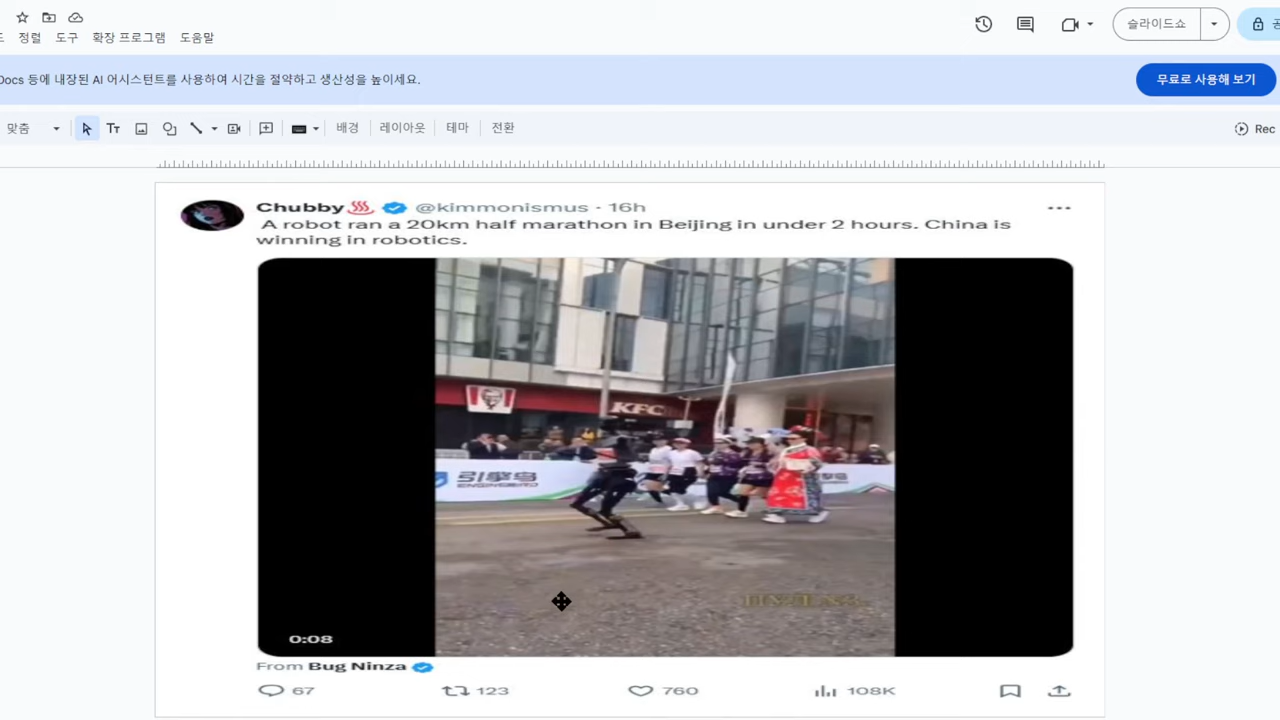 정렬 도구 확장 프로그램 도움말
슬라이드쇼
Docs 등에 내장된 AI 어시스턴트를 사용하여 시간을 절약하고 생산성을 높이세요.
무료로 사용해 보기
맞춤
배경 레이아웃 테마 전환
Rec
Chubby @kimmonismus · 16h
A robot ran a 20km half marathon in Beijing in under 2 hours. China is
winning in robotics.
KFC
引擎鸟
0:08
From Bug Ninza
67 123 760 108K